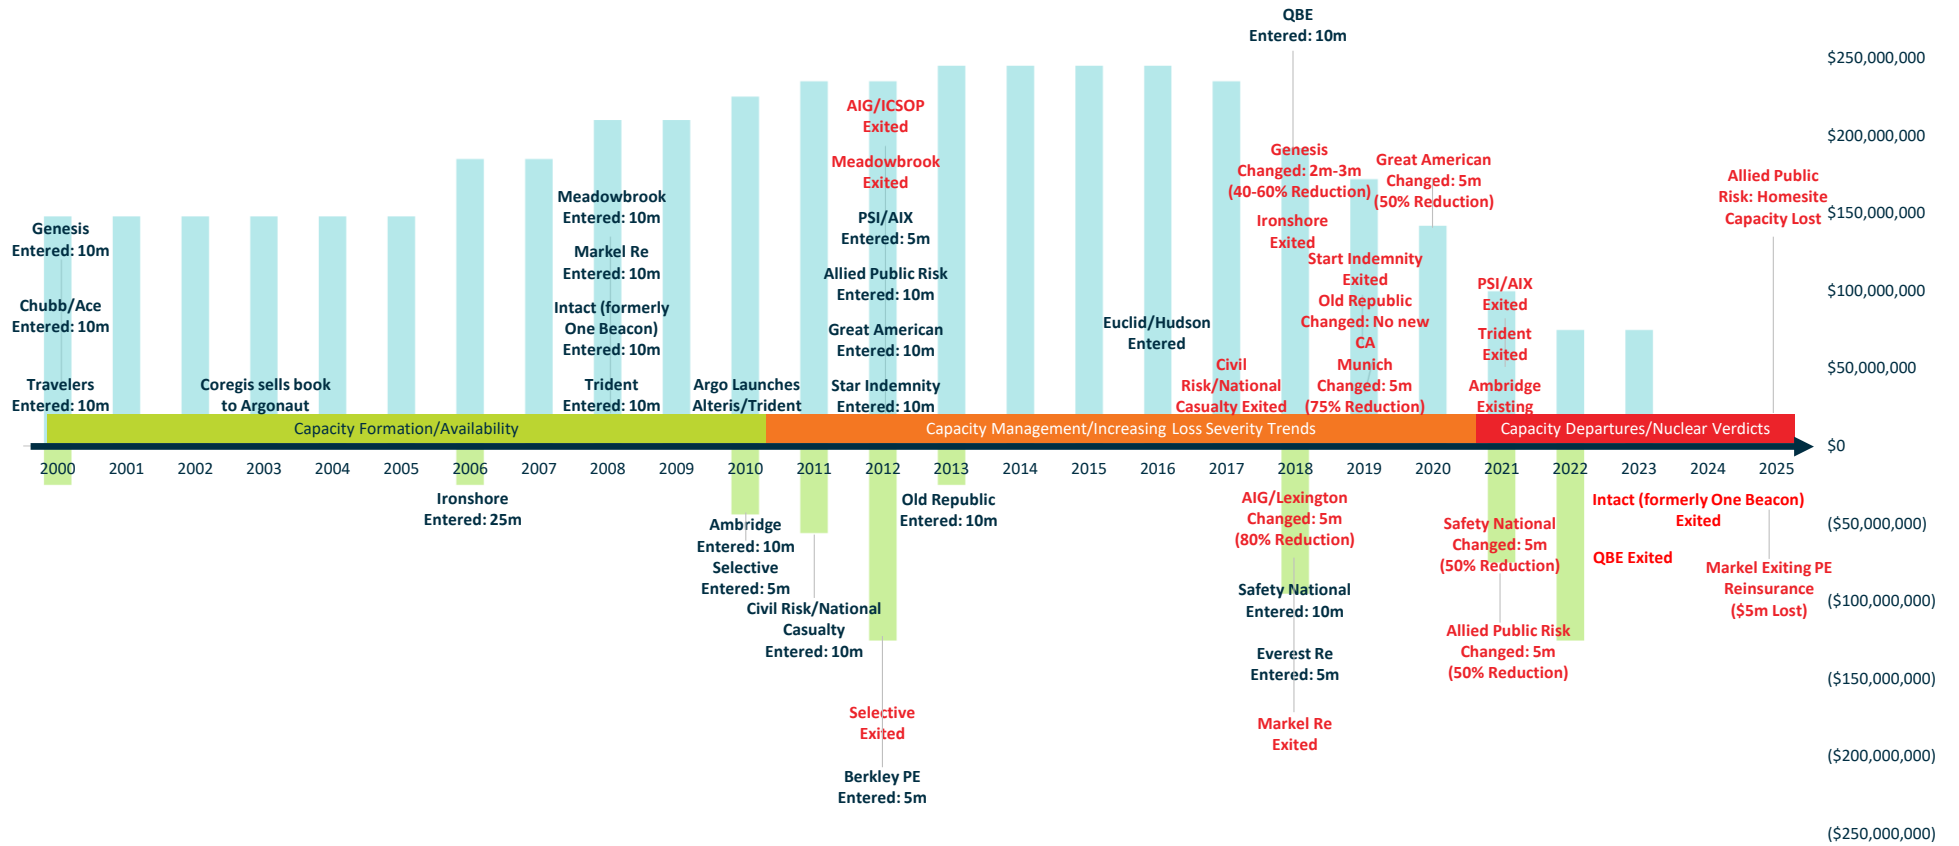 QBE
Entered: 10m
$250,000,000
$200,000,000
$150,000,000
$100,000,000
$50,000,000
$0
($50,000,000)
($100,000,000)
($150,000,000)
($200,000,000)
($250,000,000)
Genesis
Entered: 10m
Chubb/Ace
Entered: 10m
Travelers
Entered: 10m
Coregis sells book
to Argonaut
Meadowbrook
Entered: 10m
Markel Re
Entered: 10m
Intact (formerly
One Beacon)
Entered: 10m
Trident
Entered: 10m
Argo Launches
Alteris/Trident
AIG/ICSOP
Exited
Meadowbrook
Exited
PSI/AIX
Entered: 5m
Allied Public Risk
Entered: 10m
Great American
Entered: 10m
Star Indemnity
Entered: 10m
Euclid/Hudson
Entered
Civil
Risk/National
Casualty Exited
Genesis
Changed: 2m-3m
(40-60% Reduction)
Ironshore
Exited
Start Indemnity
Exited
Old Republic
Changed: No new
CA
Munich
Changed: 5m
(75% Reduction)
Great American
Changed: 5m
(50% Reduction)
PSI/AIX
Exited
Trident
Exited
Ambridge
Existing
Allied Public
Risk: Homesite
Capacity Lost
Capacity Formation/Availability
Capacity Management/Increasing Loss Severity Trends
Capacity Departures/Nuclear Verdicts
2000 2001 2002 2003 2004 2005 2006 2007 2008 2009 2010 2011 2012 2013 2014 2015 2016 2017 2018 2019 2020 2021 2022 2023 2024 2025
Ironshore
Entered: 25m
Ambridge
Entered: 10m
Selective
Entered: 5m
Civil Risk/National
Casualty
Entered: 10m
Old Republic
Entered: 10m
Selective
Exited
Berkley PE
Entered: 5m
AIG/Lexington
Changed: 5m
(80% Reduction)
Safety National
Entered: 10m
Everest Re
Entered: 5m
Markel Re
Exited
Safety National
Changed: 5m
(50% Reduction)
Allied Public Risk
Changed: 5m
(50% Reduction)
Intact (formerly One Beacon)
Exited
QBE Exited
Markel Exiting PE
Reinsurance
($5m Lost)